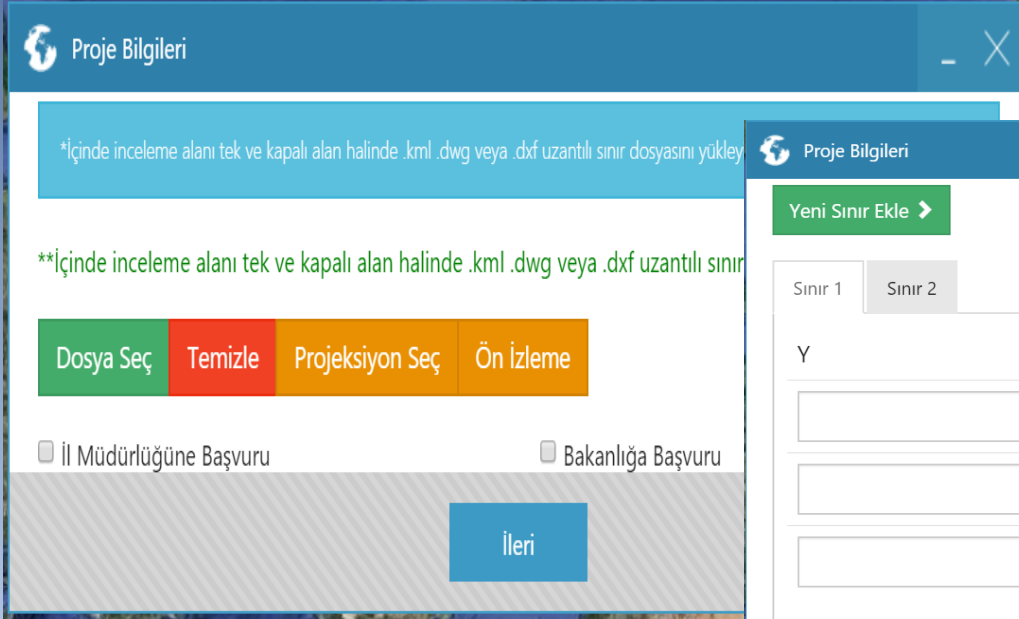 Proje Bilgileri
*İçinde inceleme alanı tek ve kapalı alan halinde .kml .dwg veya .dxf uzantılı sınır dosyasını
**İçinde inceleme alanı tek ve kapalı alan halinde .kml .dwg veya .dxf uzantılı sınır
Dosya Seç Temizle Projeksiyon Seç Ön İzleme
İl Müdürlüğüne Başvuru Bakanlığa Başvuru
İleri
Proje Bilgileri
Yeni Sınır Ekle
Sınır 1 Sınır 2
Y